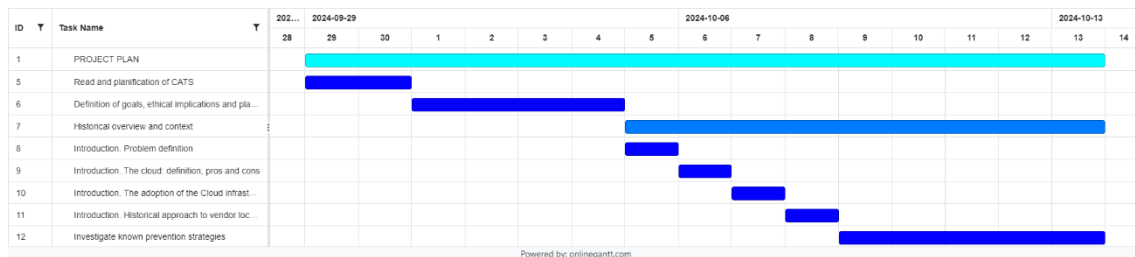 ID Task Name 202... 2024-09-29 2024-10-06 2024-10-13
28 29 30 1 2 3 4 5 6 7 8 9 10 11 12 13 14
1 PROJECT PLAN
5 Read and planification of CATS
6 Definition of goals, ethical implications and pla...
7 Historical overview and context
8 Introduction. Problem definition
9 Introduction. The cloud: definition, pros and cons
10 Introduction. The adoption of the Cloud infrast...
11 Introduction. Historical approach to vendor loc...
12 Investigate known prevention strategies
Powered by: onlinegantt.com